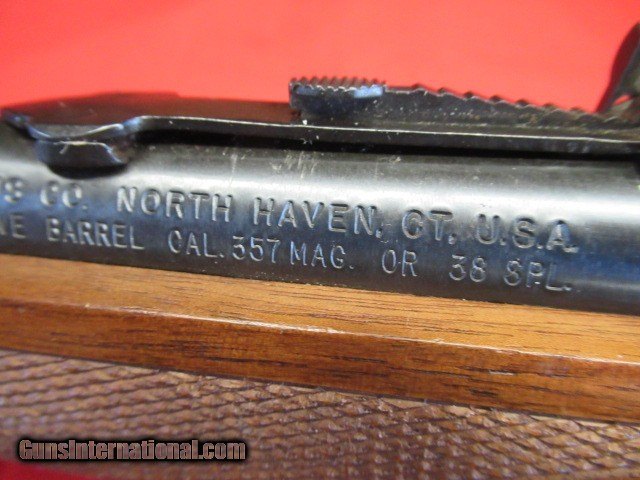 CO. NORTH HAVEN, CT. U.S.A.
BARREL CAL. 357 MAG. OR 38 SPL.
GunsInternational.com